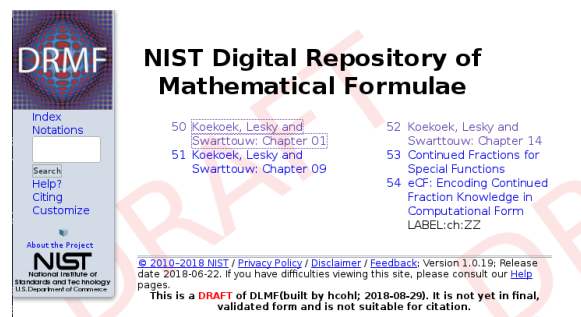 DRMF
Index
Notations
Search
Help?
Citing
Customize
About the Project
NIST
National Institute of
Standards and Technology
U.S. Department of Commerce
NIST Digital Repository of
Mathematical Formulae
50 Koekoek, Lesky and
Swarttouw: Chapter 01
51 Koekoek, Lesky and
Swarttouw: Chapter 09
52 Koekoek, Lesky and
Swarttouw: Chapter 14
53 Continued Fractions for
Special Functions
54 eCF: Encoding Continued
Fraction Knowledge in
Computational Form
LABEL:ch:ZZ
© 2010–2018 NIST / Privacy Policy / Disclaimer / Feedback; Version 1.0.19; Release
date 2018-06-22. If you have difficulties viewing this site, please consult our Help
pages.
This is a DRAFT of DLMF(built by hcohl; 2018-08-29). It is not yet in final,
validated form and is not suitable for citation.
DRAFT
DR